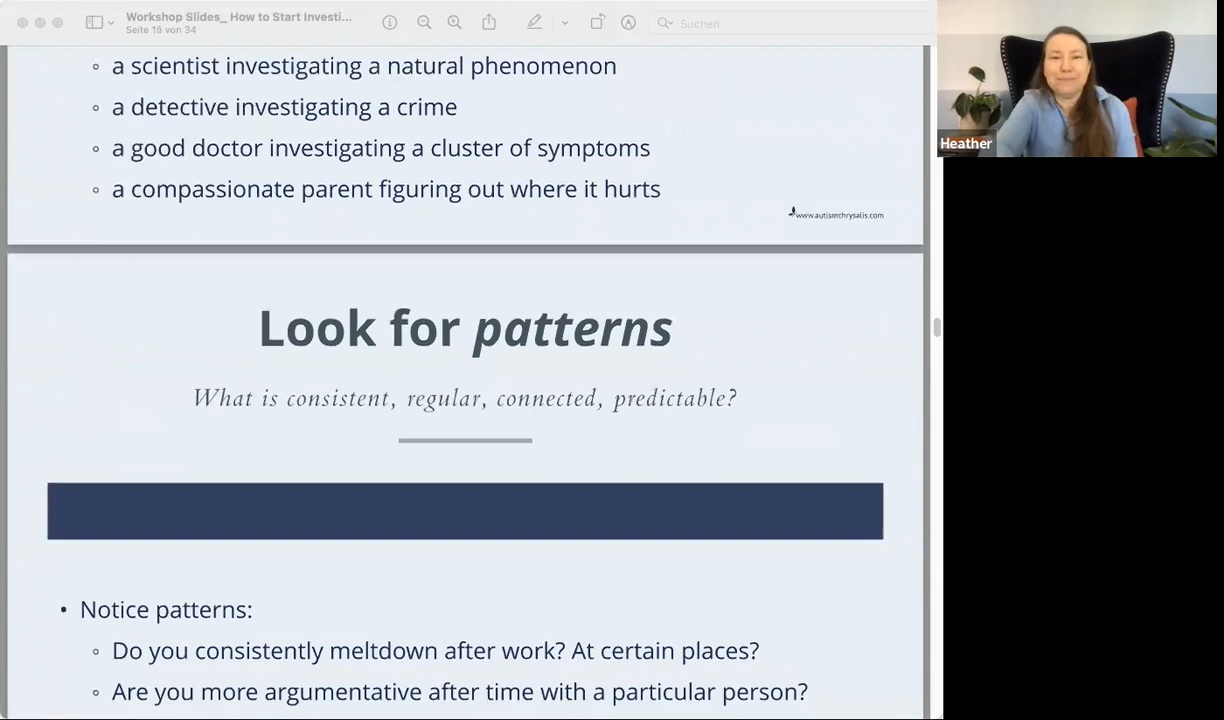 Workshop Slides_ How to Start Investi...
Seite 15 von 34
Suchen
◦ a scientist investigating a natural phenomenon
◦ a detective investigating a crime
◦ a good doctor investigating a cluster of symptoms
◦ a compassionate parent figuring out where it hurts
www.autismchrysalis.com
Look for patterns
What is consistent, regular, connected, predictable?
• Notice patterns:
◦ Do you consistently meltdown after work? At certain places?
◦ Are you more argumentative after time with a particular person?
Heather